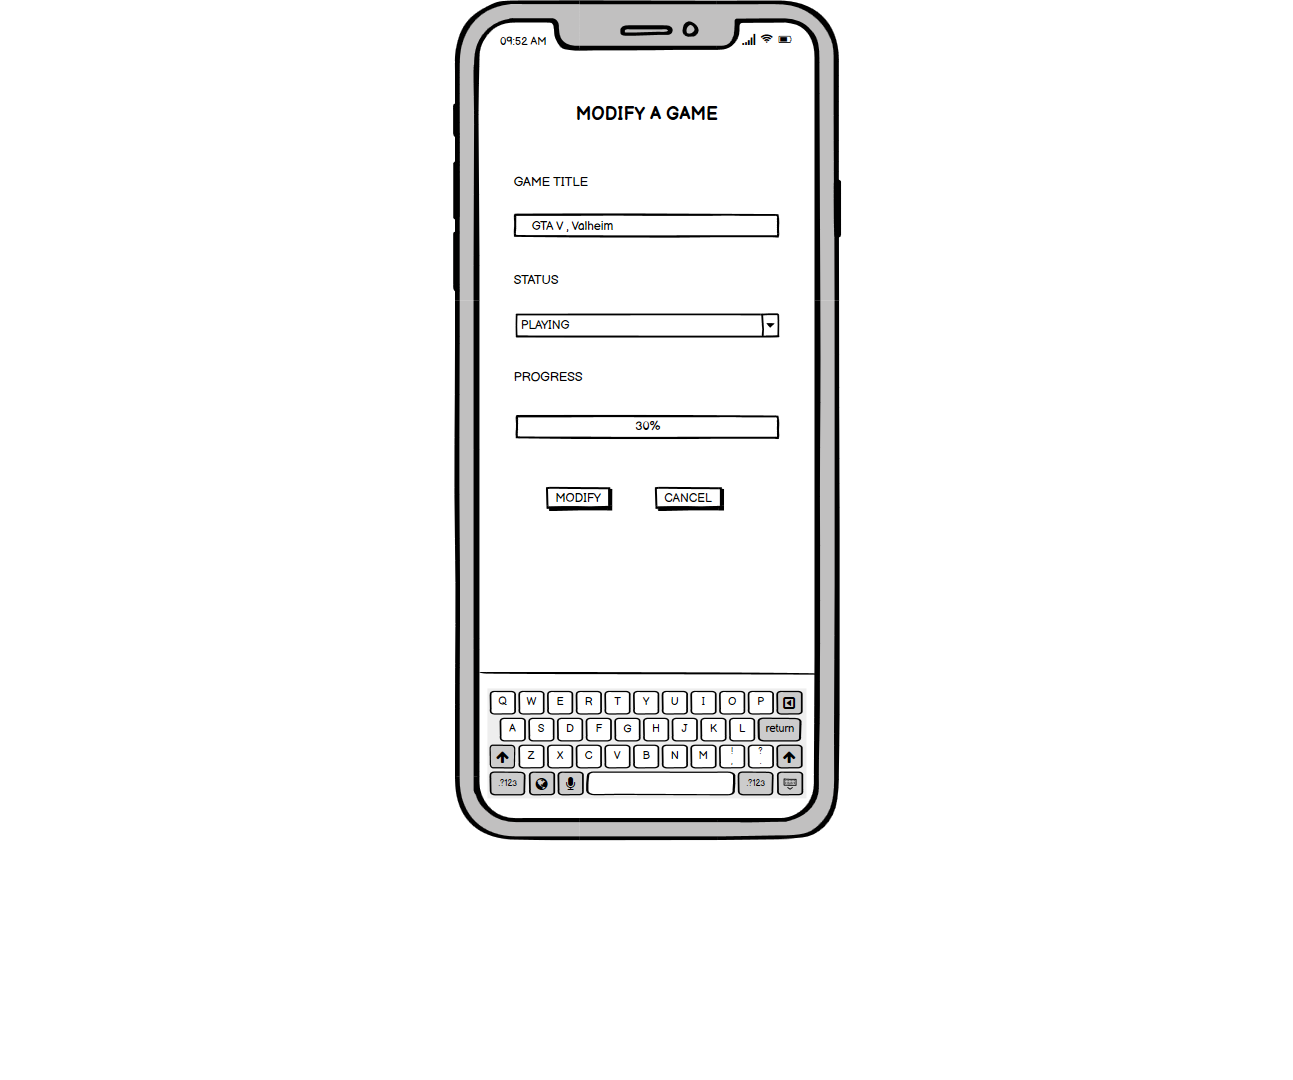 09:52 AM
MODIFY A GAME
GAME TITLE
GTA V , Valheim
STATUS
PLAYING
PROGRESS
30%
MODIFY CANCEL
Q W E R T Y U I O P
A S D F G H J K L return
Z X C V B N M ! , ? .
.?123 .?123